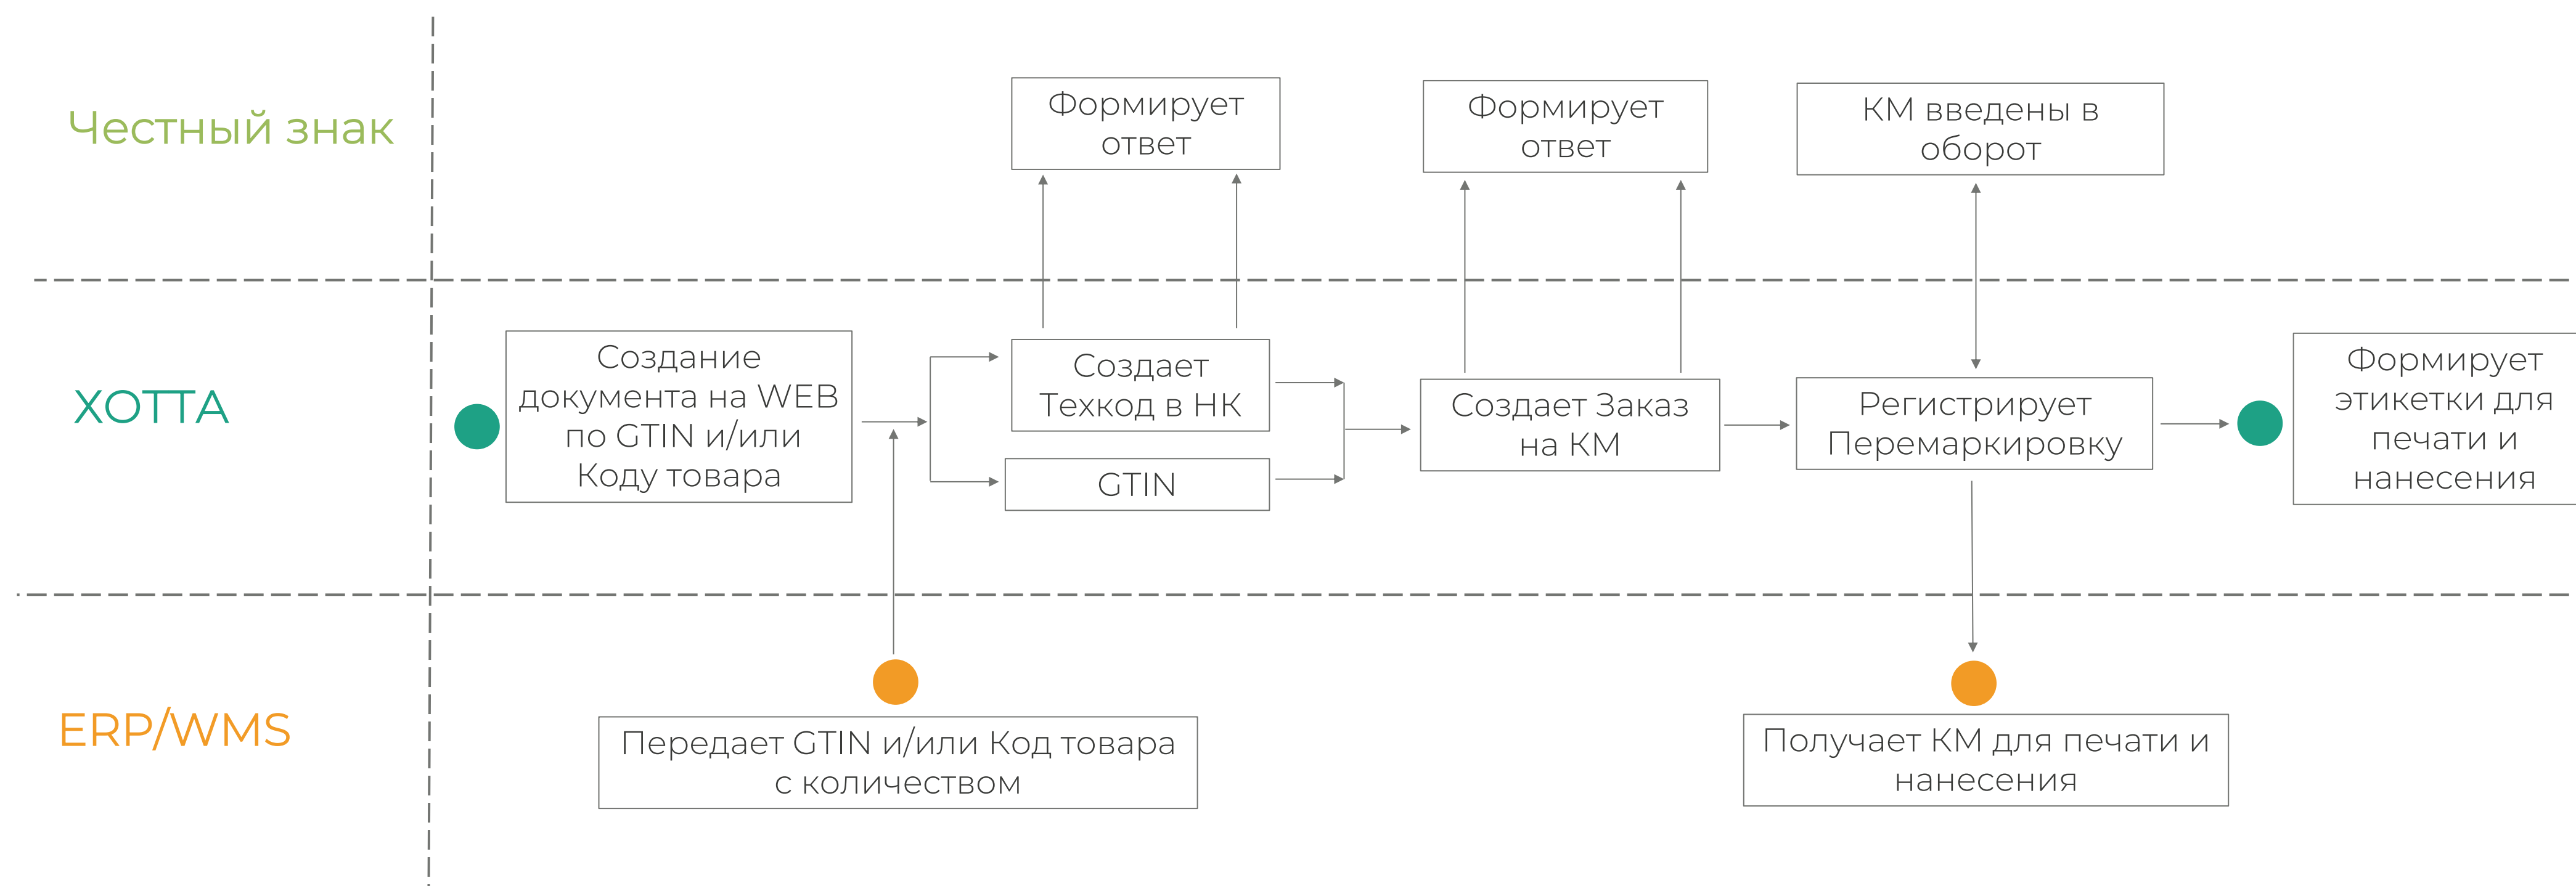 Честный знак
Формирует
ответ
Формирует
ответ
КМ введены в
оборот
ХОТТА
Создание
документа на WEB
по GTIN и/или
Коду товара
Создает
Техкод в НК
GTIN
Создает Заказ
на КМ
Регистрирует
Перемаркировку
Формирует
этикетки для
печати и
нанесения
ERP/WMS
Передает GTIN и/или Код товара
с количеством
Получает КМ для печати и
нанесения